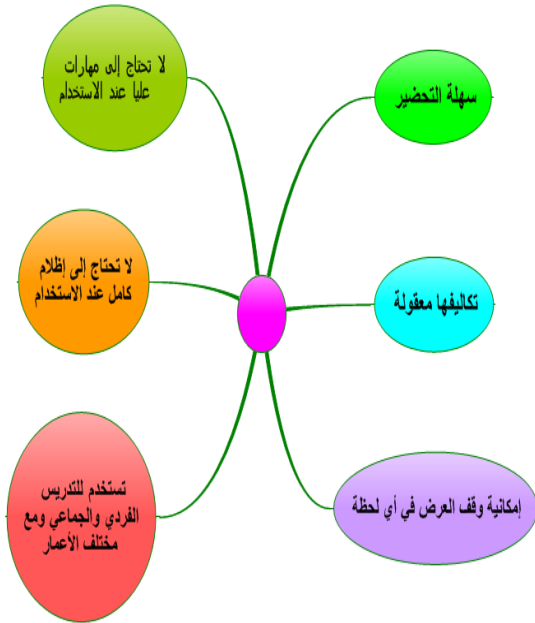 سهلة التحضير
تكاليفها معقولة
إمكانية وقف العرض في أي لحظة
لا تحتاج إلى مهارات
عليا عند الاستخدام
لا تحتاج إلى إظلام
كامل عند الاستخدام
تستخدم للتدريس
الفردي والجماعي ومع
مختلف الأعمار